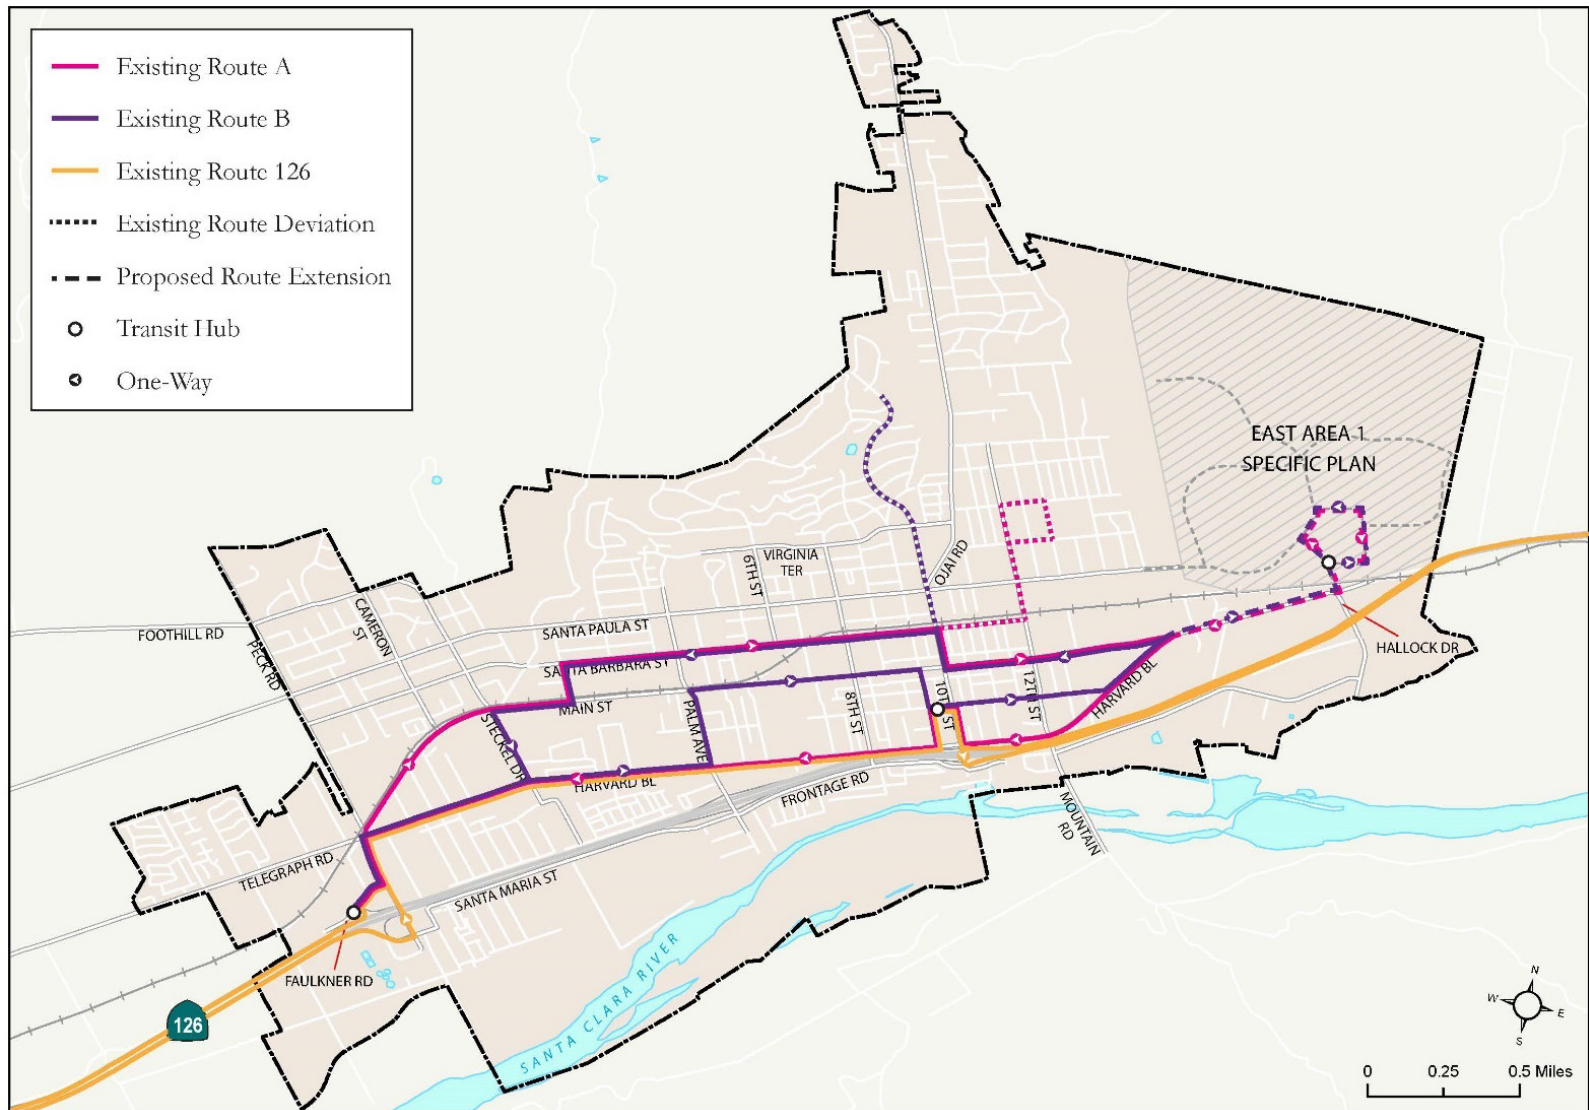 Existing Route A
Existing Route B
Existing Route 126
Existing Route Deviation
Proposed Route Extension
Transit Hub
One-Way
EAST AREA 1
SPECIFIC PLAN
VIRGINIA
TER
6TH ST
OJAI RD
FOOTHILL RD
CAMERON
ST
PECK RD
SANTA PAULA ST
SANTA BARBARA ST
HALLOCK DR
MAIN ST
STECKEL DR
PALM AVE
8TH ST
10TH ST
12TH ST
HARVARD BL
HARVARD BL
FRONTAGE RD
MOUNTAIN
RD
TELEGRAPH RD
SANTA MARIA ST
FAULKNER RD
SANTA CLARA RIVER
126
N
W
E
S
0 0.25 0.5 Miles